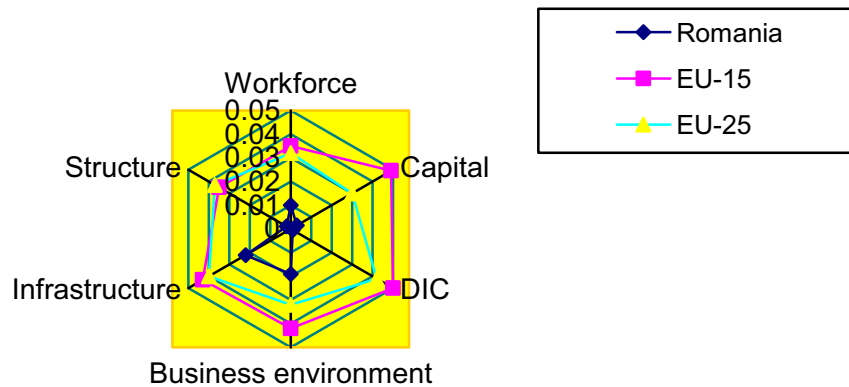 Romania
EU-15
EU-25
Workforce
0.05
0.04
0.03
0.02
0.01
0
Structure
Capital
Infrastructure
DIC
Business environment